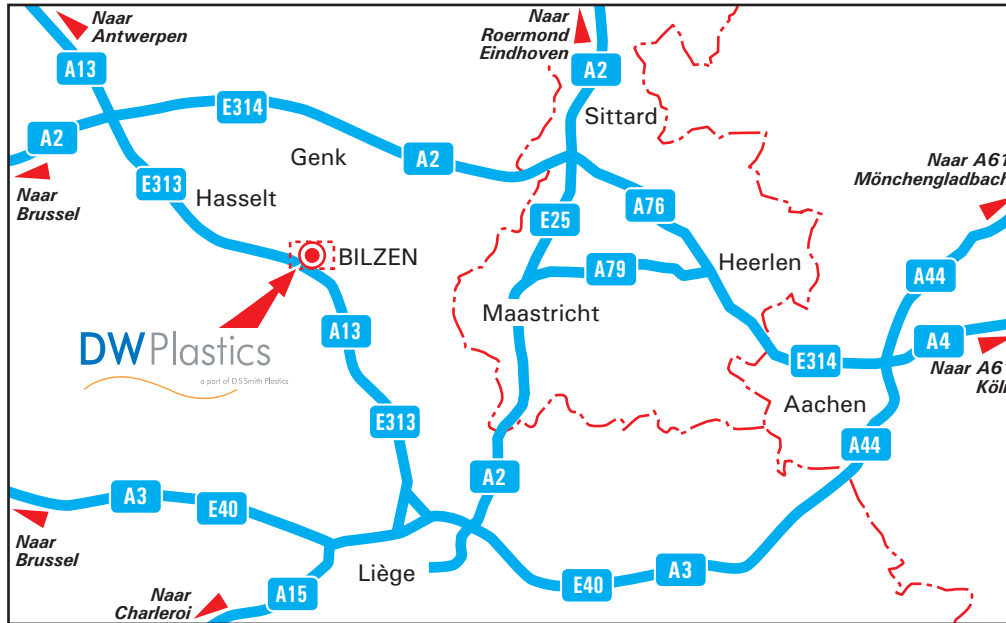 Naar
Antwerpen
Naar
Roermond
Eindhoven
A13
A2
E314
Sittard
A2
Genk
A2
Naar A61
Mönchengladbach
Naar
Brussel
E313
Hasselt
A76
E25
BILZEN
A79
Heerlen
A44
Maastricht
A13
DWPlastics
a part of DS Smith Plastics
E314
A4
Naar A61
Köln
Aachen
E313
A44
A2
A3
E40
Naar
Brussel
Liège
E40
A3
A15
Naar
Charleroi